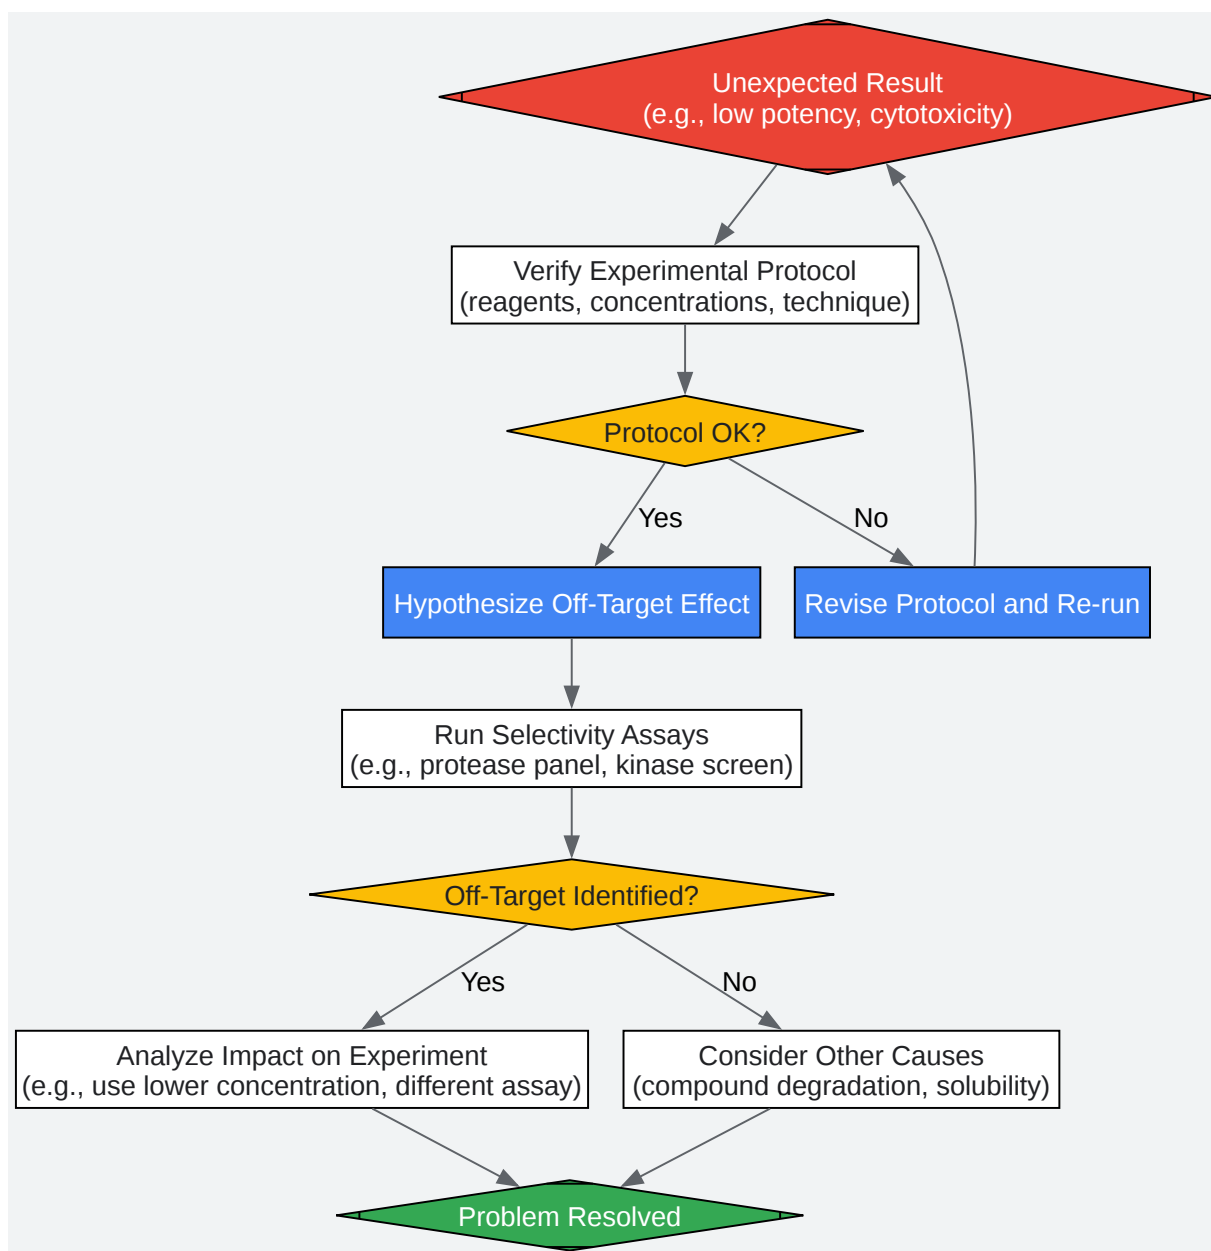 Unexpected Result
(e.g., low potency, cytotoxicity)
Verify Experimental Protocol
(reagents, concentrations, technique)
Protocol OK?
Yes
No
Hypothesize Off-Target Effect
Revise Protocol and Re-run
Run Selectivity Assays
(e.g., protease panel, kinase screen)
Off-Target Identified?
Yes
No
Analyze Impact on Experiment
(e.g., use lower concentration, different assay)
Consider Other Causes
(compound degradation, solubility)
Problem Resolved